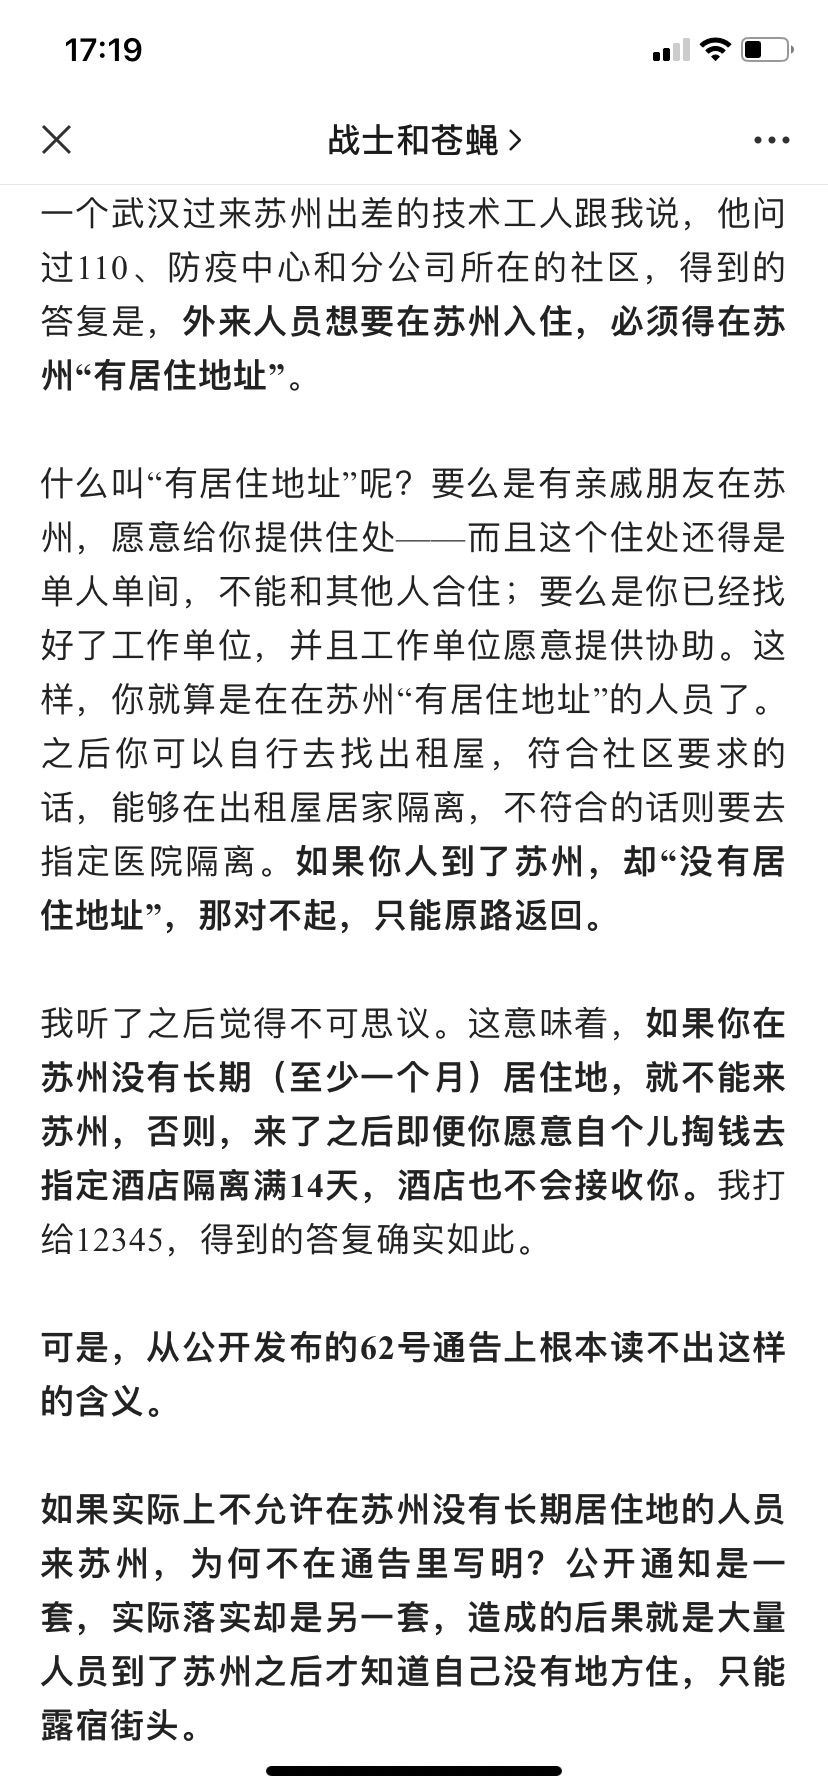 17:19
战士和苍蝇
一个武汉过来苏州出差的技术工人跟我说，他问
过110、防疫中心和分公司所在的社区，得到的
答复是，外来人员想要在苏州入住，必须得在苏
州“有居住地址”。
什么叫“有居住地址”呢？要么是有亲戚朋友在苏
州，愿意给你提供住处——而且这个住处还得是
单人单间，不能和其他人合住；要么是你已经找
好了工作单位，并且工作单位愿意提供协助。这
样，你就算是在在苏州“有居住地址”的人员了。
之后你可以自行去找出租屋，符合社区要求的
话，能够在出租屋居家隔离，不符合的话则要去
指定医院隔离。如果你人到了苏州，却“没有居
住地址”，那对不起，只能原路返回。
我听了之后觉得不可思议。这意味着，如果你在
苏州没有长期（至少一个月）居住地，就不能来
苏州，否则，来了之后即便你愿意自个儿掏钱去
指定酒店隔离满14天，酒店也不会接收你。我打
给12345，得到的答复确实如此。
可是，从公开发布的62号通告上根本读不出这样
的含义。
如果实际上不允许在苏州没有长期居住地的人员
来苏州，为何不在通告里写明？公开通知是一
套，实际落实却是另一套，造成的后果就是大量
人员到了苏州之后才知道自己没有地方住，只能
露宿街头。